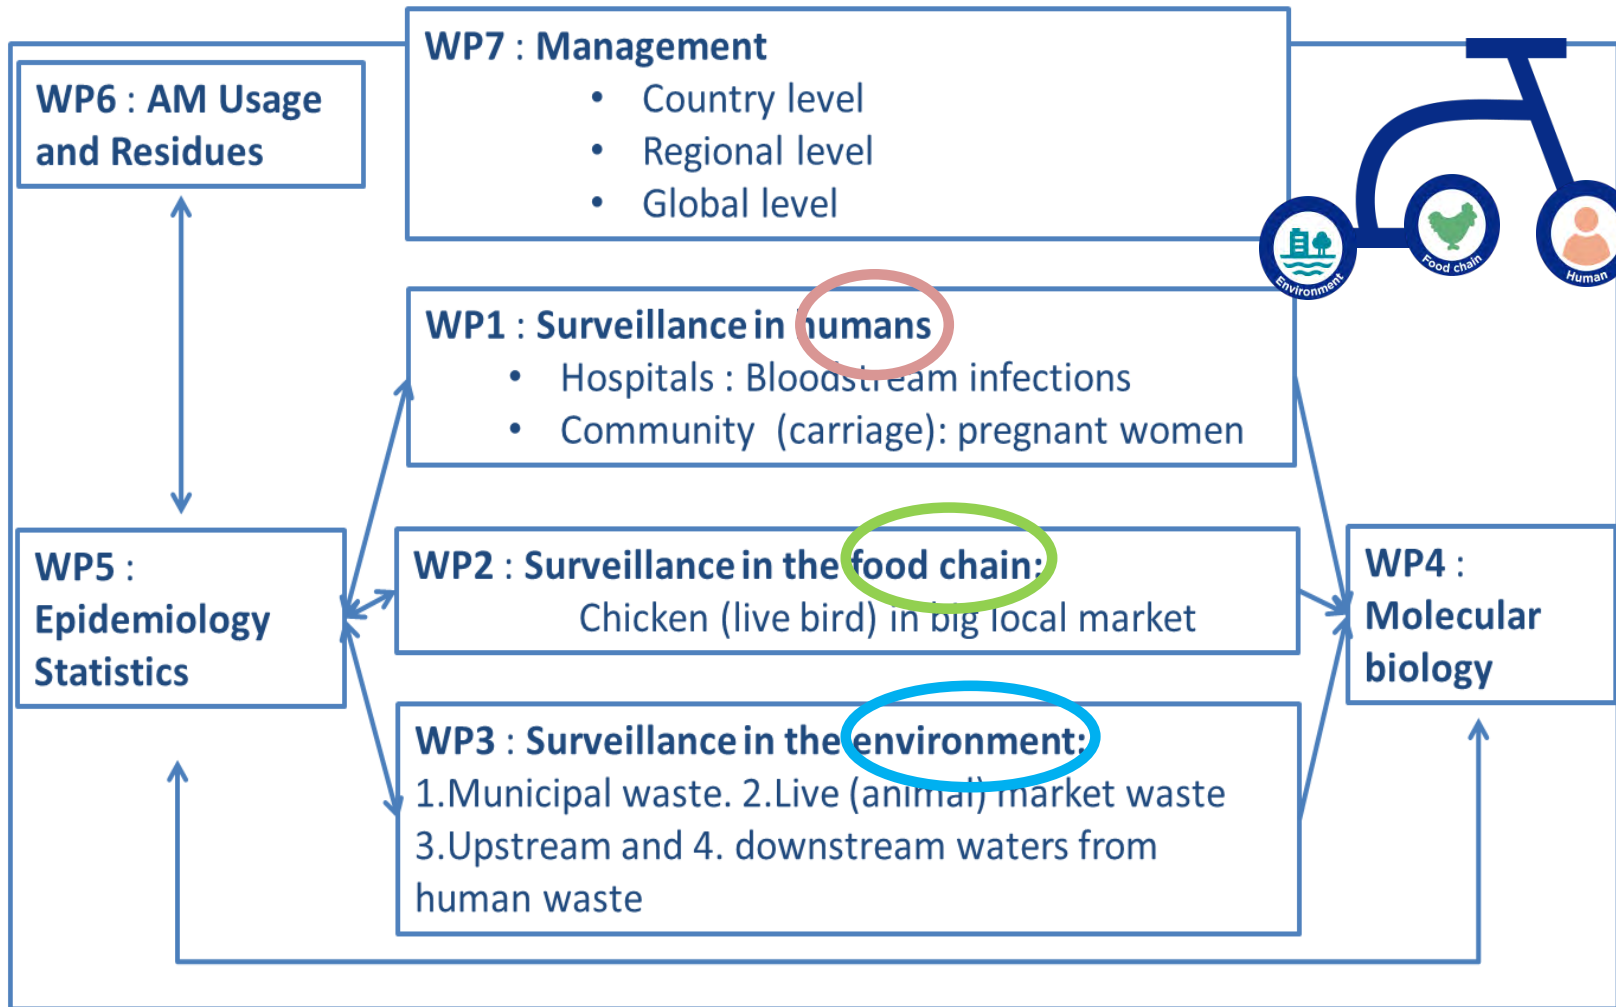 WP7 : Management
• Country level
• Regional level
• Global level
WP6 : AM Usage
and Residues
Environment
Food chain
Human
WP1 : Surveillance in humans
• Hospitals : Bloodstream infections
• Community (carriage): pregnant women
WP5 :
Epidemiology
Statistics
WP2 : Surveillance in the food chain:
Chicken (live bird) in big local market
WP4 :
Molecular
biology
WP3 : Surveillance in the environment:
1.Municipal waste. 2.Live (animal) market waste
3.Upstream and 4. downstream waters from
human waste